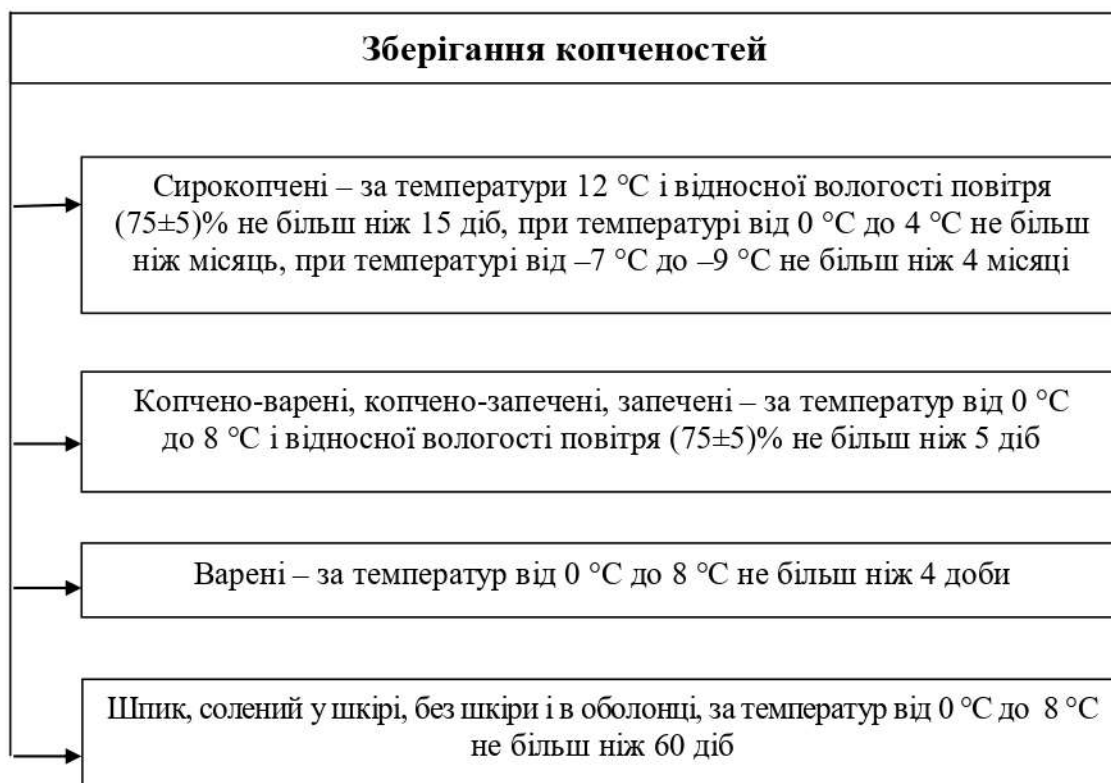 Зберігання копченостей
Сирокопчені – за температури 12 °С і відносної вологості повітря
(75±5)% не більш ніж 15 діб, при температурі від 0 °С до 4 °С не більш
ніж місяць, при температурі від –7 °С до –9 °С не більш ніж 4 місяці
Копчено-варені, копчено-запечені, запечені – за температур від 0 °С
до 8 °С і відносної вологості повітря (75±5)% не більш ніж 5 діб
Варені – за температур від 0 °С до 8 °С не більш ніж 4 доби
Шпик, солений у шкірі, без шкіри і в оболонці, за температур від 0 °С до 8 °С
не більш ніж 60 діб